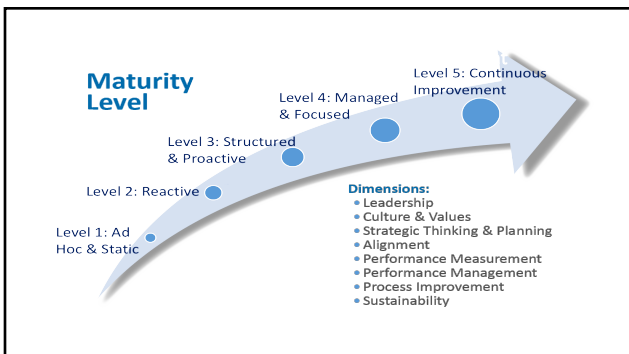 Maturity
Level
Level 5: Continuous
Improvement
Level 4: Managed
& Focused
Level 3: Structured
& Proactive
Level 2: Reactive
Level 1: Ad
Hoc & Static
Dimensions:
• Leadership
• Culture & Values
• Strategic Thinking & Planning
• Alignment
• Performance Measurement
• Performance Management
• Process Improvement
• Sustainability